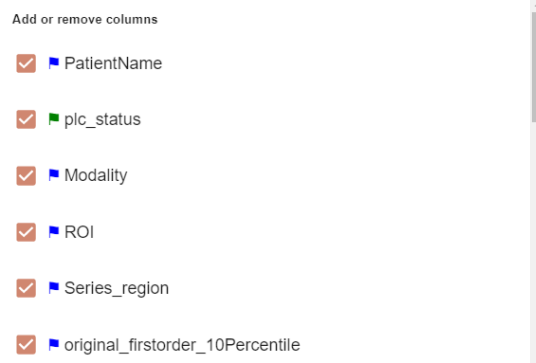 Add or remove columns
PatientName
plc_status
Modality
ROI
Series_region
original_firstorder_10Percentile